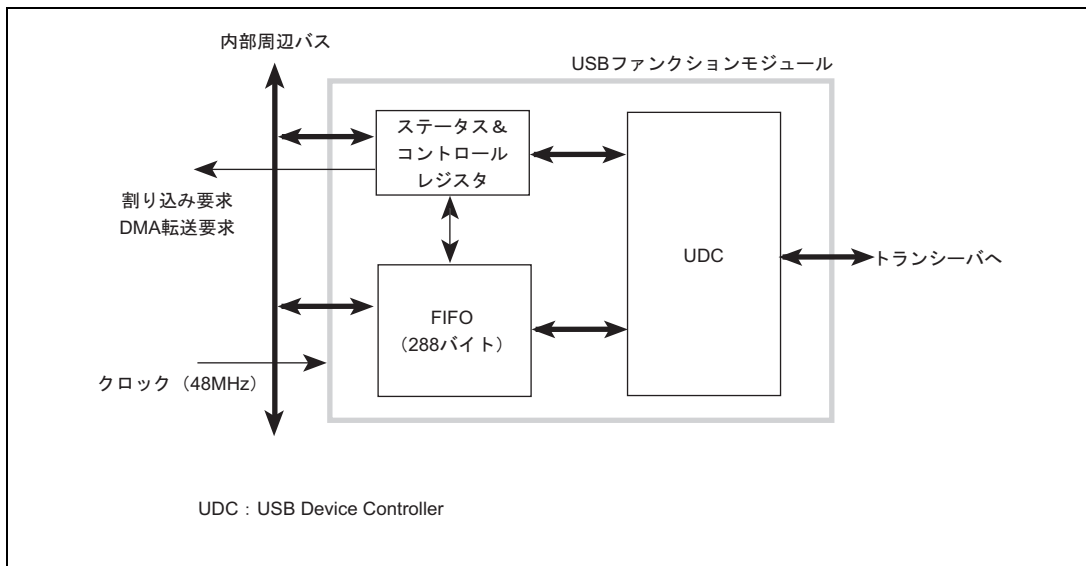 内部周辺バス
USBファンクションモジュール
ステータス＆
コントロール
レジスタ
割り込み要求
DMA転送要求
UDC
トランシーバへ
FIFO
（288バイト）
クロック（48MHz）
UDC：USB Device Controller